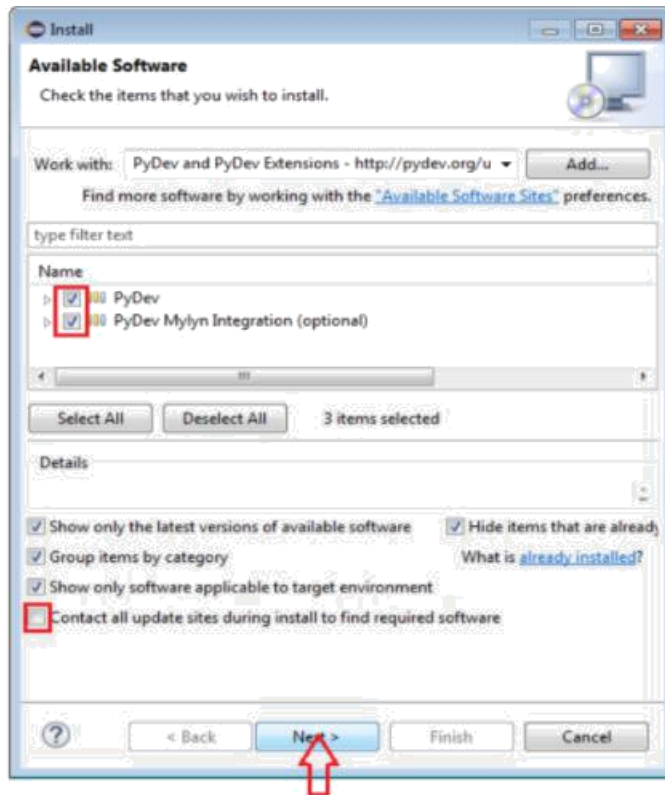 Install
Available Software
Check the items that you wish to install.
Work with: PyDev and PyDev Extensions - http://pydev.org/u Add...
Find more software by working with the "Available Software Sites" preferences.
type filter text
Name
PyDev
PyDev Mylyn Integration (optional)
Select All Deselect All 3 items selected
Details
Show only the latest versions of available software Hide items that are already
Group items by category What is already installed?
Show only software applicable to target environment
Contact all update sites during install to find required software
? < Back Next > Finish Cancel